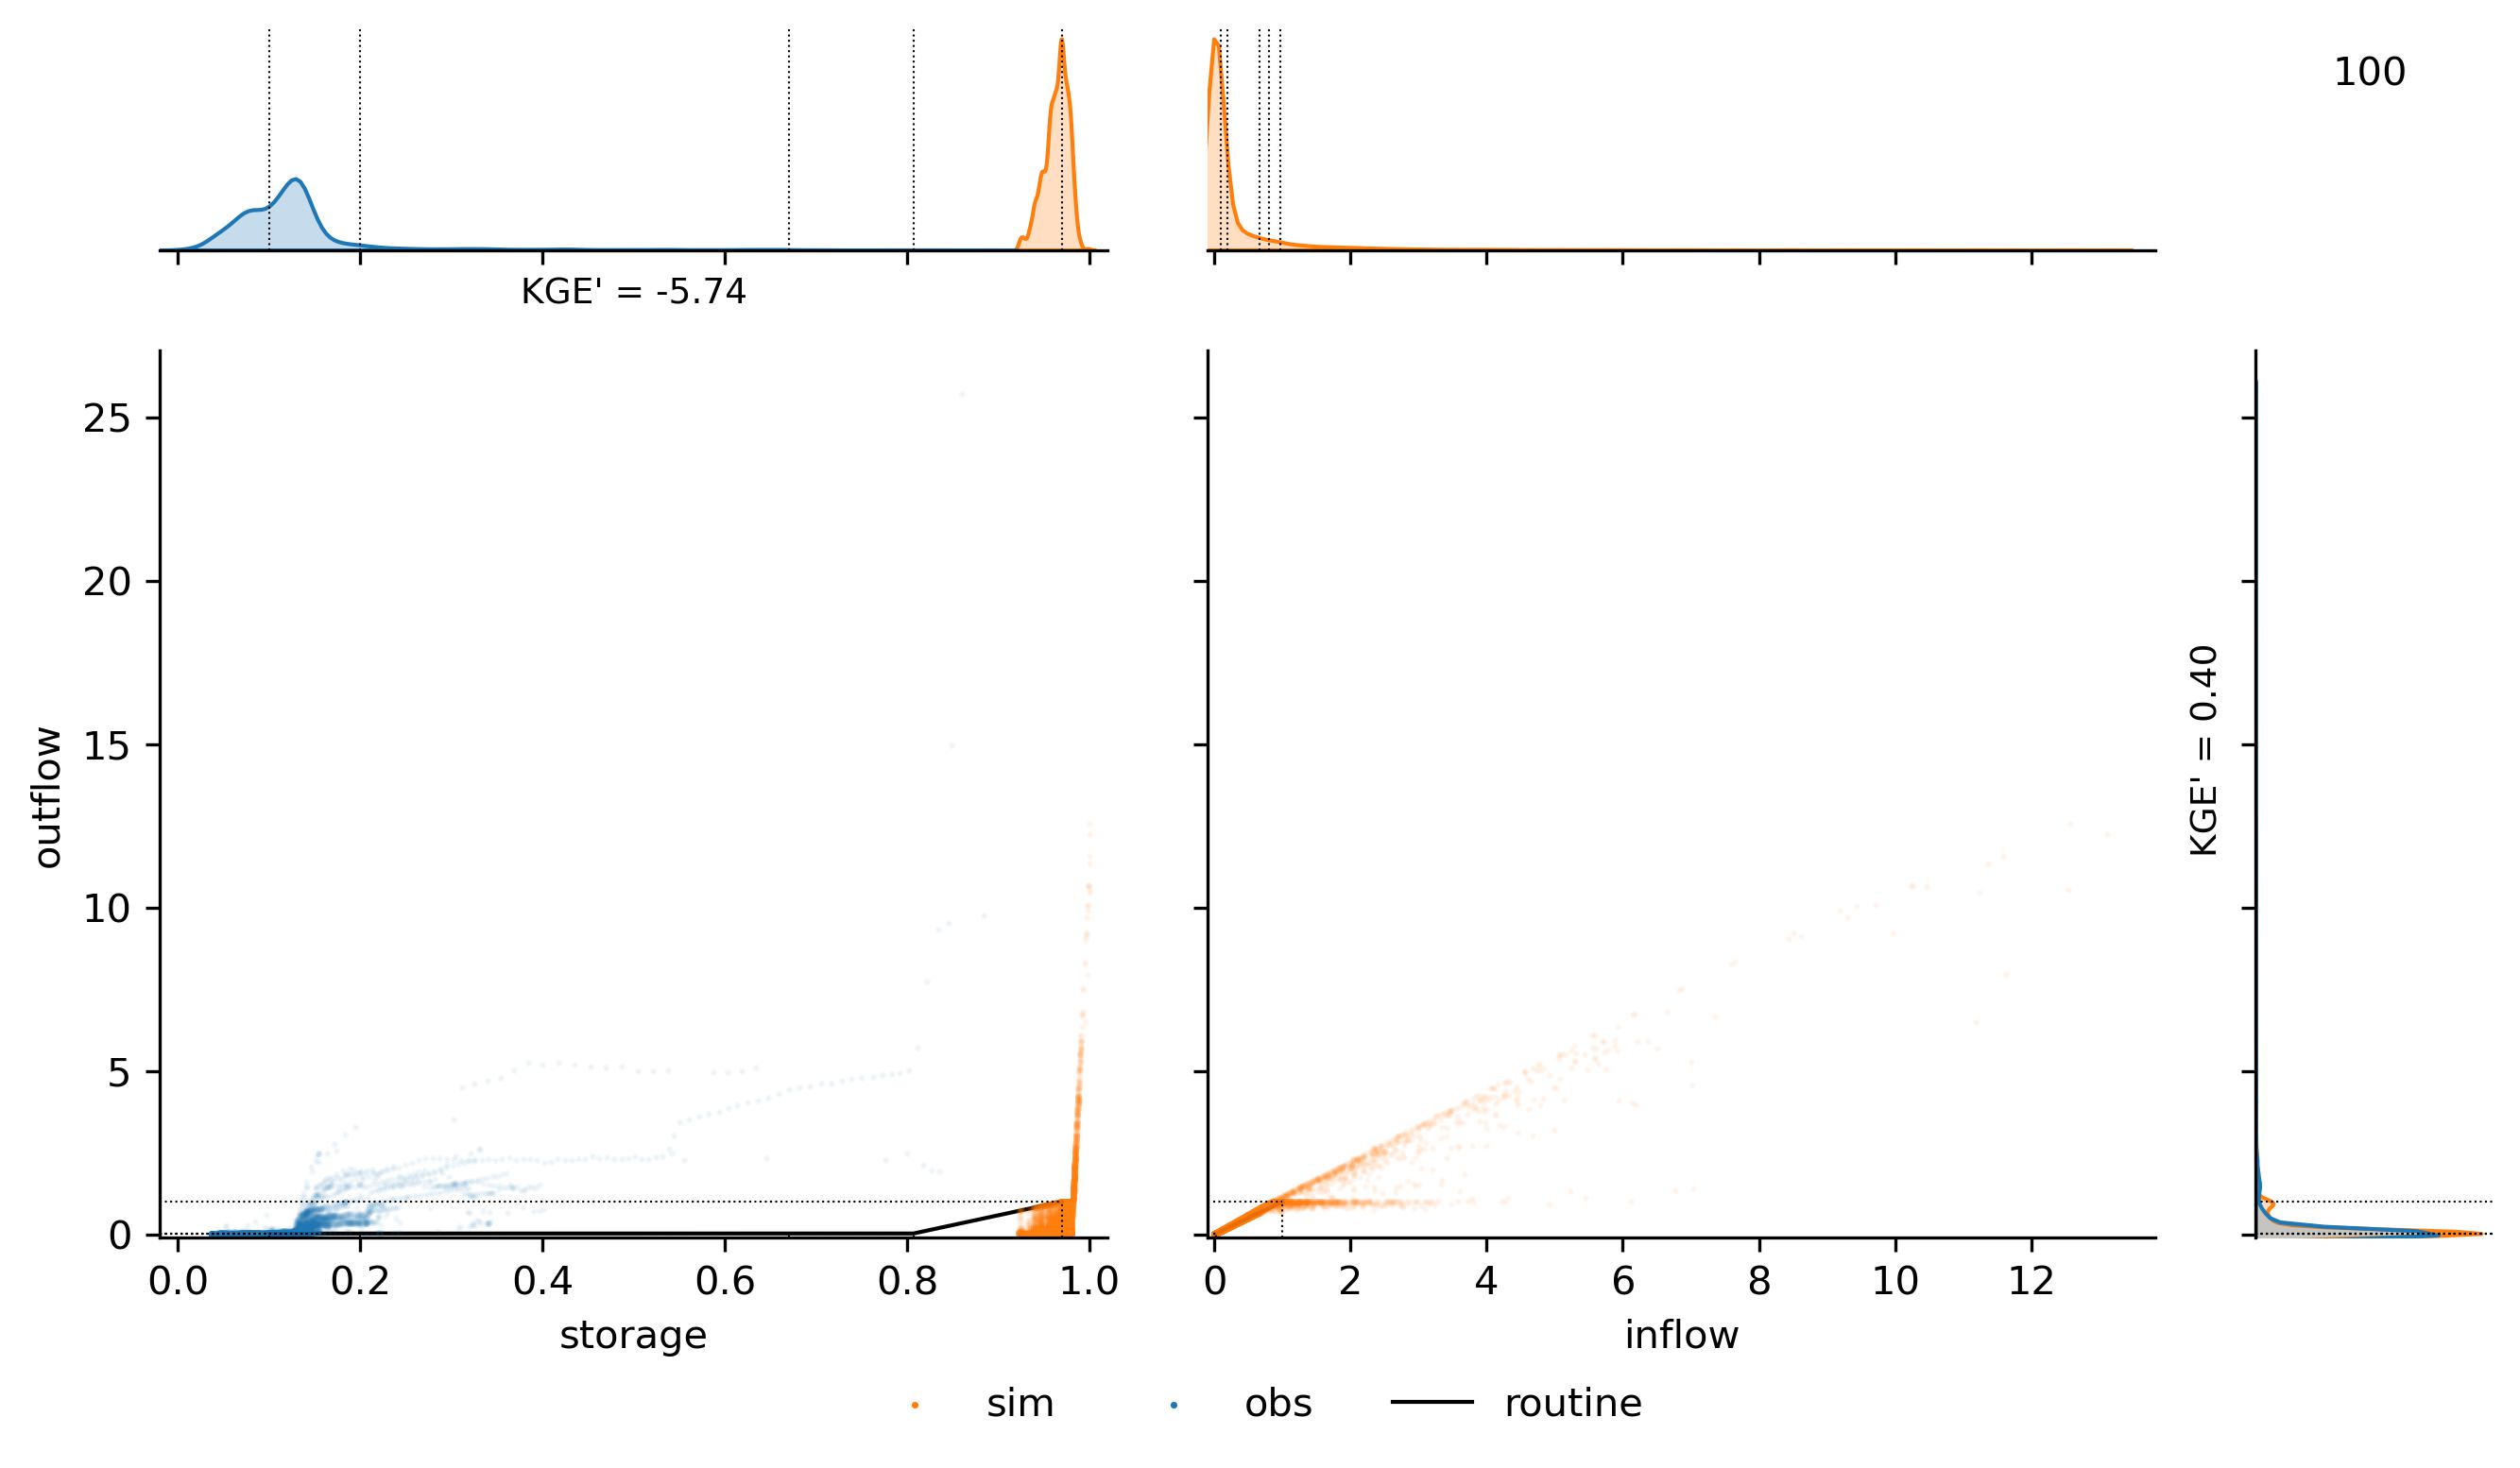 100
KGE' = -5.74
25
20
15
10
5
0
outflow
KGE' = 0.40
0.0 0.2 0.4 0.6 0.8 1.0
0 2 4 6 8 10 12
storage
inflow
sim obs routine